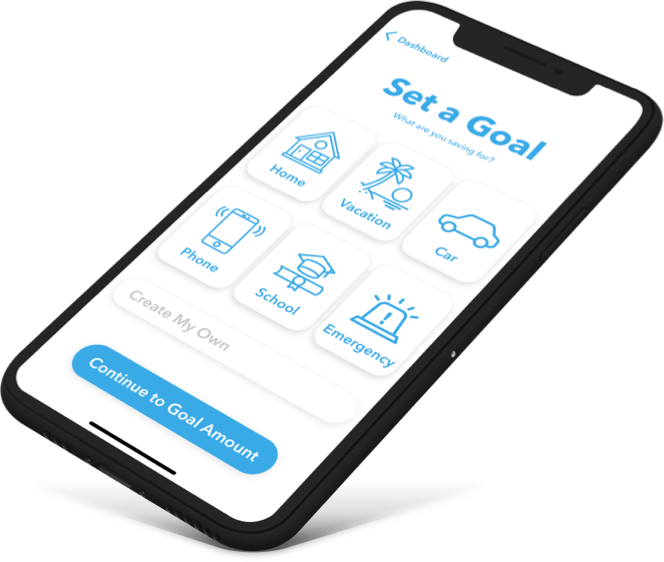 Dashboard
Set a Goal
What are you saving for?
Home
Vacation
Car
Phone
School
Emergency
Create My Own
Continue to Goal Amount